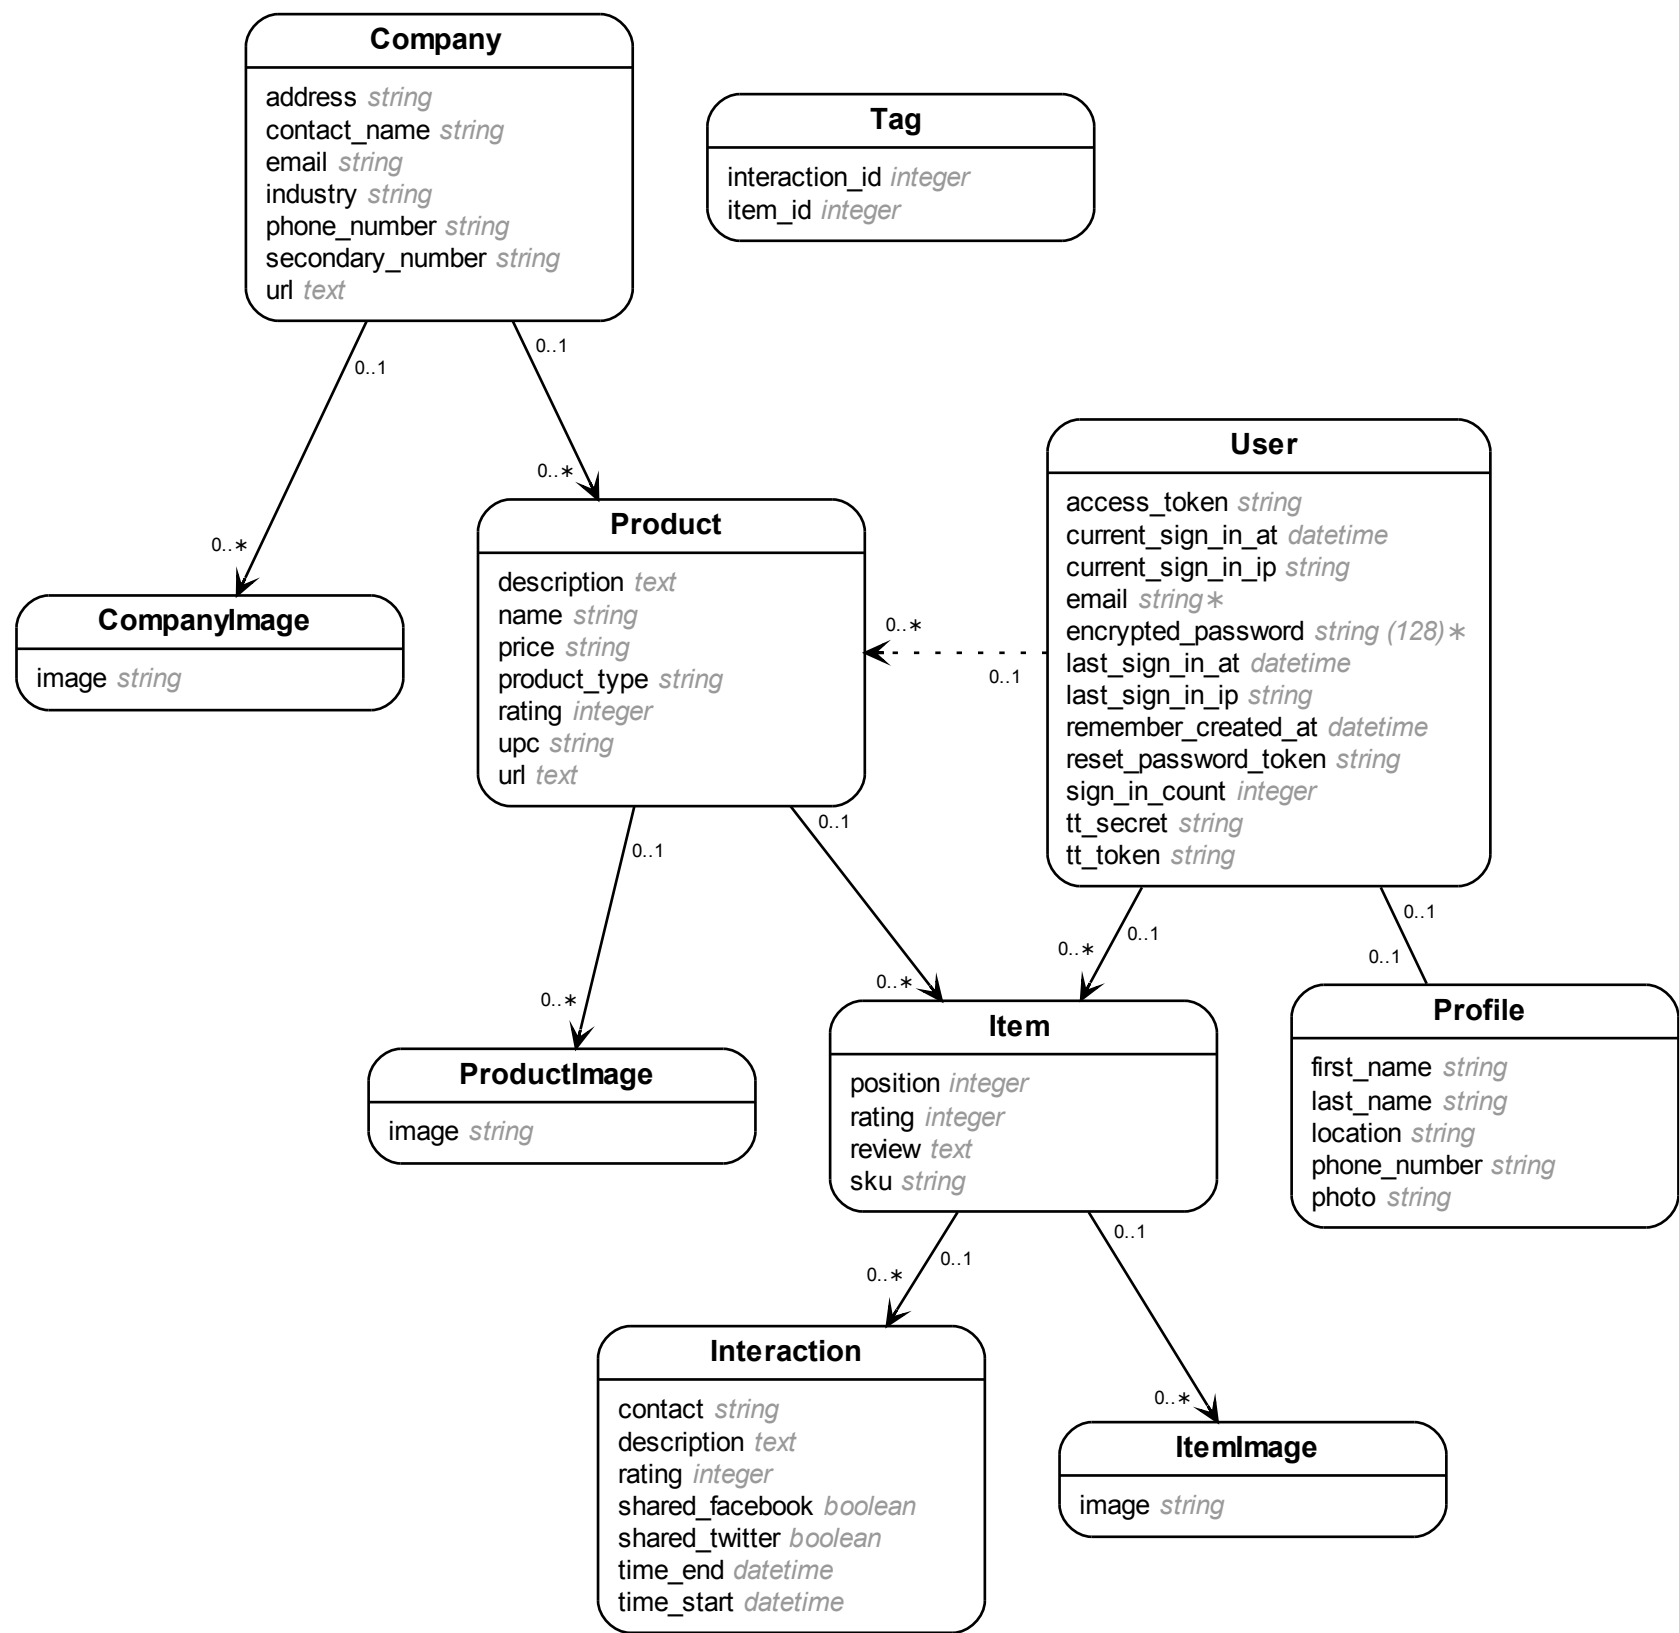 Company
address string
contact_name string
email string
industry string
phone_number string
secondary_number string
url text
Tag
interaction_id integer
item_id integer
0..1
0..1
0..*
0..*
CompanyImage
image string
Product
description text
name string
price string
product_type string
rating integer
upc string
url text
0..*
0..1
User
access_token string
current_sign_in_at datetime
current_sign_in_ip string
email string*
encrypted_password string (128)*
last_sign_in_at datetime
last_sign_in_ip string
remember_created_at datetime
reset_password_token string
sign_in_count integer
tt_secret string
tt_token string
0..1
0..1
0..*
0..*
0..*
0..1
0..1
0..1
ProductImage
image string
Item
position integer
rating integer
review text
sku string
Profile
first_name string
last_name string
location string
phone_number string
photo string
0..*
0..1
0..1
0..*
Interaction
contact string
description text
rating integer
shared_facebook boolean
shared_twitter boolean
time_end datetime
time_start datetime
ItemImage
image string